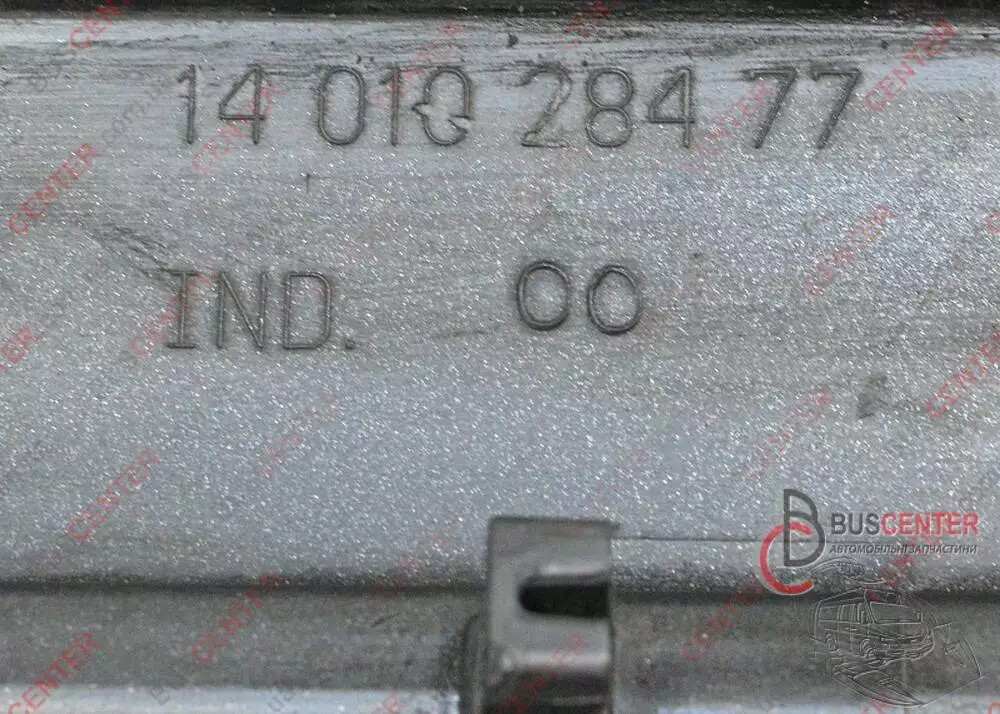 14 010 284 77
IND. 00
BUSCENTER
АВТОМОБІЛЬНІ ЗАПЧАСТИНИ